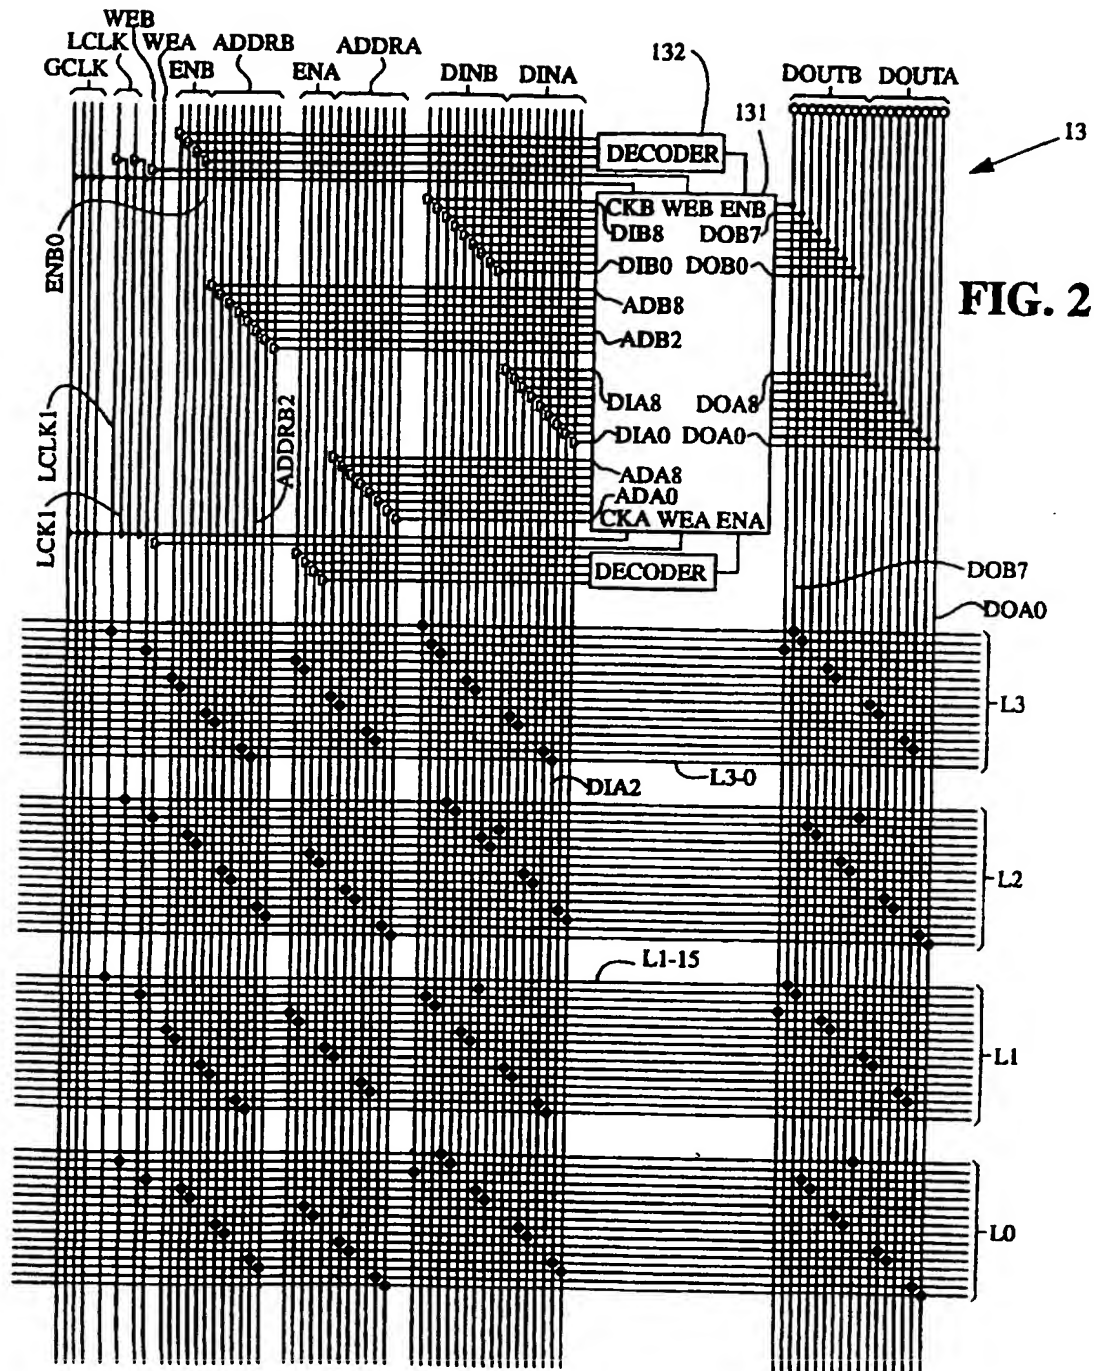 WEB
LCLK WEA ADDRB ADDRA
GCLK ENB ENA DINB DINA 132 DOUTB DOUTA
131
13
DECODER
CKB WEB ENB
DIB8 DOB7
DIB0 DOB0
ENB0
FIG. 2
ADB8
ADB2
DIA8 DOA8
DIA0 DOA0
LCLK1
ADDRB2
ADA8
ADA0
LCK1
CKA WEA ENA
DECODER
DOB7
DOA0
L3
L3-0
DIA2
L2
L1-15
L1
L0